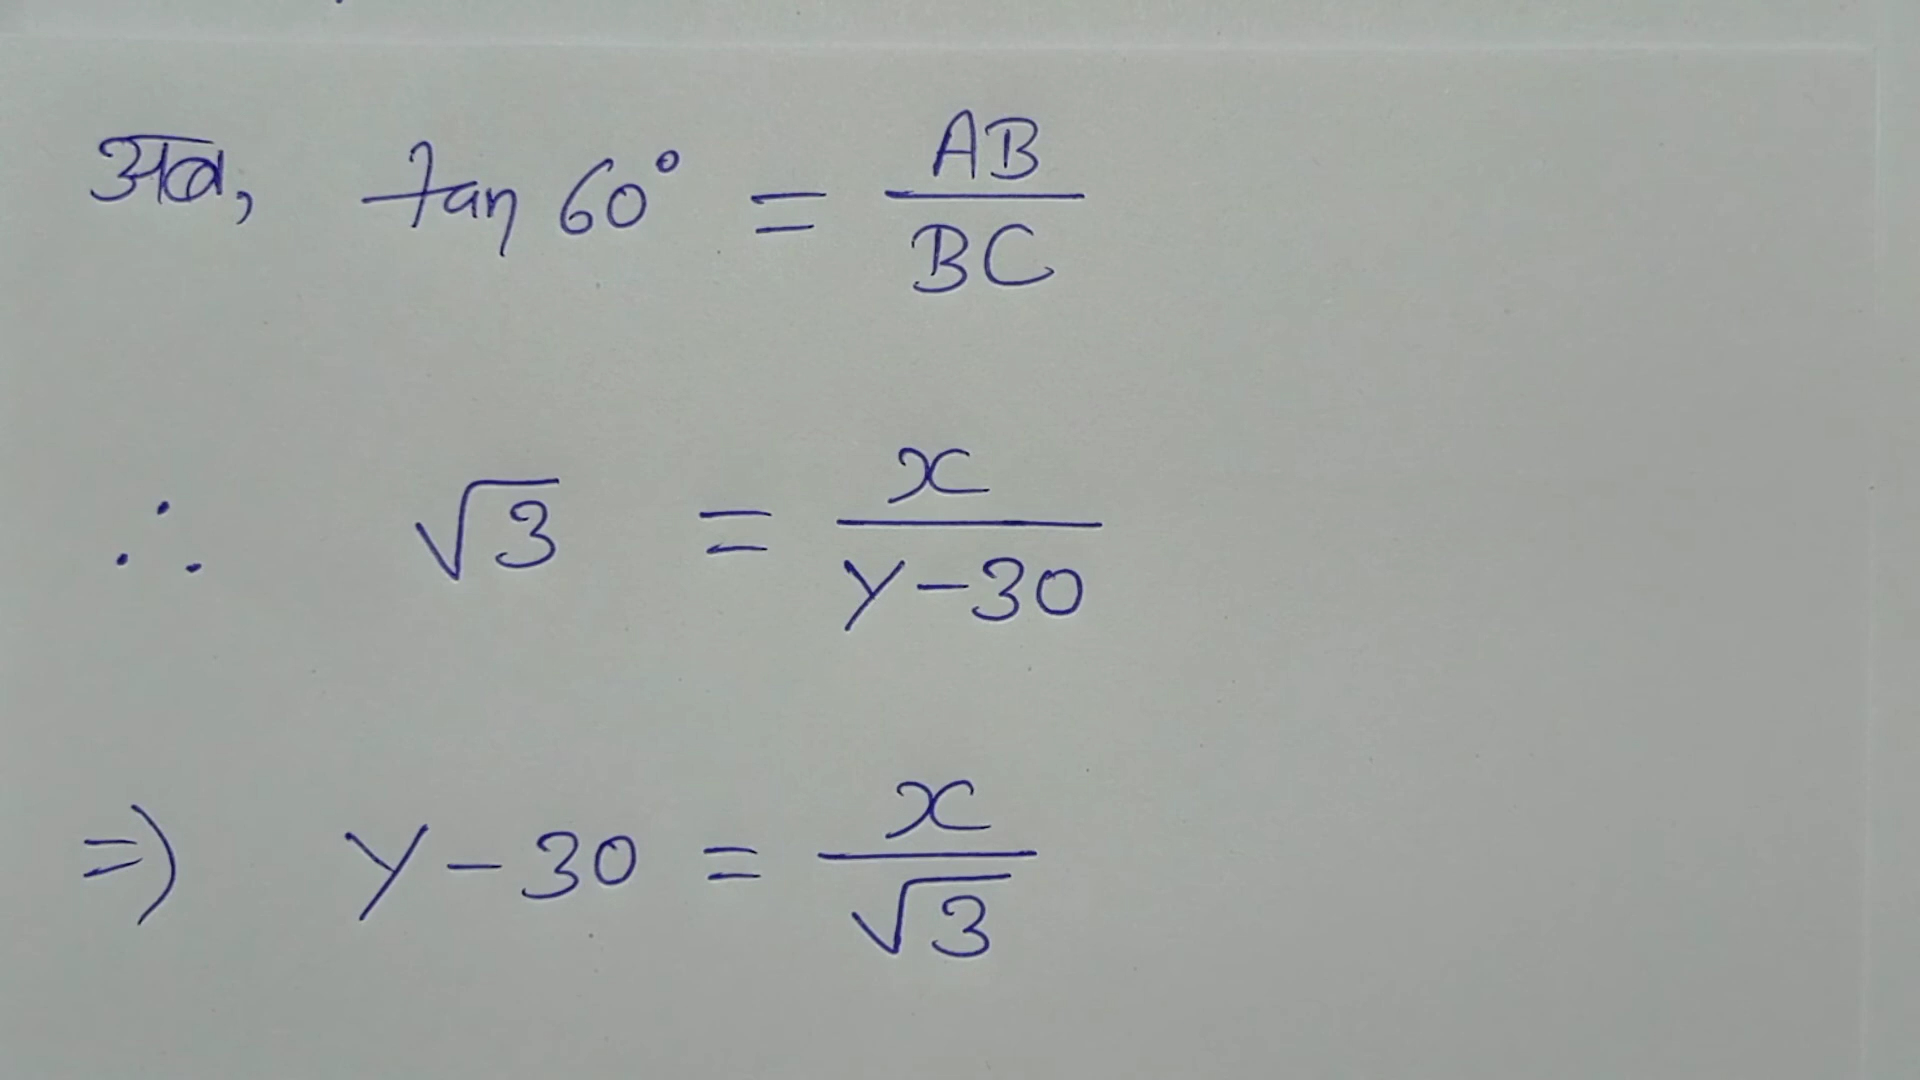 अब, tan 60° = AB / BC
∴ √3 = x / y-30
⇒ y-30 = x / √3